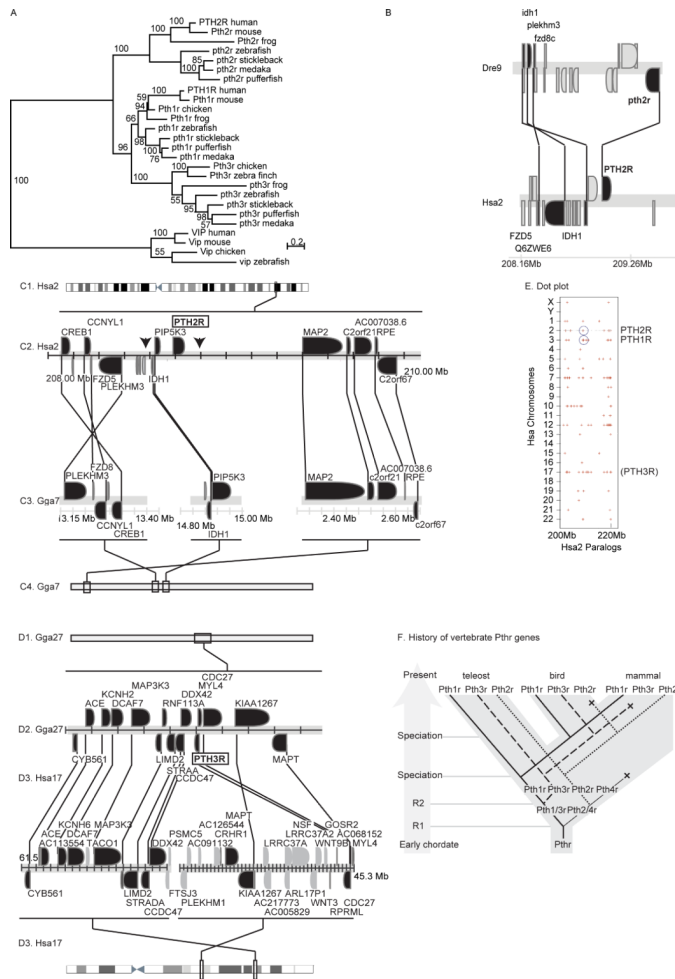 A
PTH2R human
Pth2r mouse
Pth2r frog
pth2r zebrafish
pth2r stickleback
pth2r medaka
pth2r pufferfish
PTH1R human
Pth1r mouse
Pth1r chicken
Pth1r frog
pth1r zebrafish
pth1r stickleback
pth1r pufferfish
pth1r medaka
Pth3r chicken
Pth3r zebra finch
pth3r frog
pth3r zebrafish
pth3r stickleback
pth3r pufferfish
pth3r medaka
VIP human
Vip mouse
Vip chicken
vip zebrafish
100
100
100
100
85
100
100
59
94
66
98
100
76
96
100
100
55
95
98
57
100
100
55
0.2
B
idh1
plekhm3
fzd8c
Dre9
pth2r
PTH2R
Hsa2
FZD5
IDH1
Q6ZWE6
208.16Mb
209.26Mb
C1. Hsa2
CCNYL1
CREB1
PTH2R
PIP5K3
MAP2
AC007038.6
C2orf21
RPE
C2. Hsa2
208.00 Mb
FZD5
PLEKHM3
IDH1
210.00 Mb
C2orf67
FZD8
PLEKHM3
PIP5K3
MAP2
AC007038.6
c2orf21
RPE
C3. Gga7
13.15 Mb
13.40 Mb
14.80 Mb
15.00 Mb
2.40 Mb
2.60 Mb
CCNYL1
CREB1
IDH1
c2orf67
C4. Gga7
E. Dot plot
Hsa Chromosomes
X
Y
1
2
3
4
5
6
7
8
9
10
11
12
13
14
15
16
17
18
19
20
21
22
PTH2R
PTH1R
(PTH3R)
200Mb
220Mb
Hsa2 Paralogs
D1. Gga27
CDC27
MYL4
MAP3K3
DDX42
KCNH2
RNF113A
KIAA1267
ACE
DCAF7
D2. Gga27
CYB561
LIMD2
STRAA
CCDC47
PTH3R
MAPT
D3. Hsa17
KCNH6
MAP3K3
ACE
DCAF7
AC113554
TACO1
DDX42
PSMC5
AC091132
AC126544
CRHR1
MAPT
NSF
GOSR2
LRRC37A2
AC068152
LRRC37A
WNT9B
MYL4
61.5
45.3 Mb
CYB561
LIMD2
STRADA
CCDC47
FTSJ3
PLEKHM1
KIAA1267
ARL17P1
AC217773
AC005829
WNT3
CDC27
RPRML
D3. Hsa17
F. History of vertebrate Pthr genes
Present
teleost
bird
mammal
Pth1r Pth3r Pth2r
Pth1r Pth3r Pth2r
Pth1r Pth3r Pth2
Speciation
Speciation
Pth1r Pth3r Pth2r Pth4r
R2
Pth1/3r Pth2/4r
R1
Early chordate
Pthr